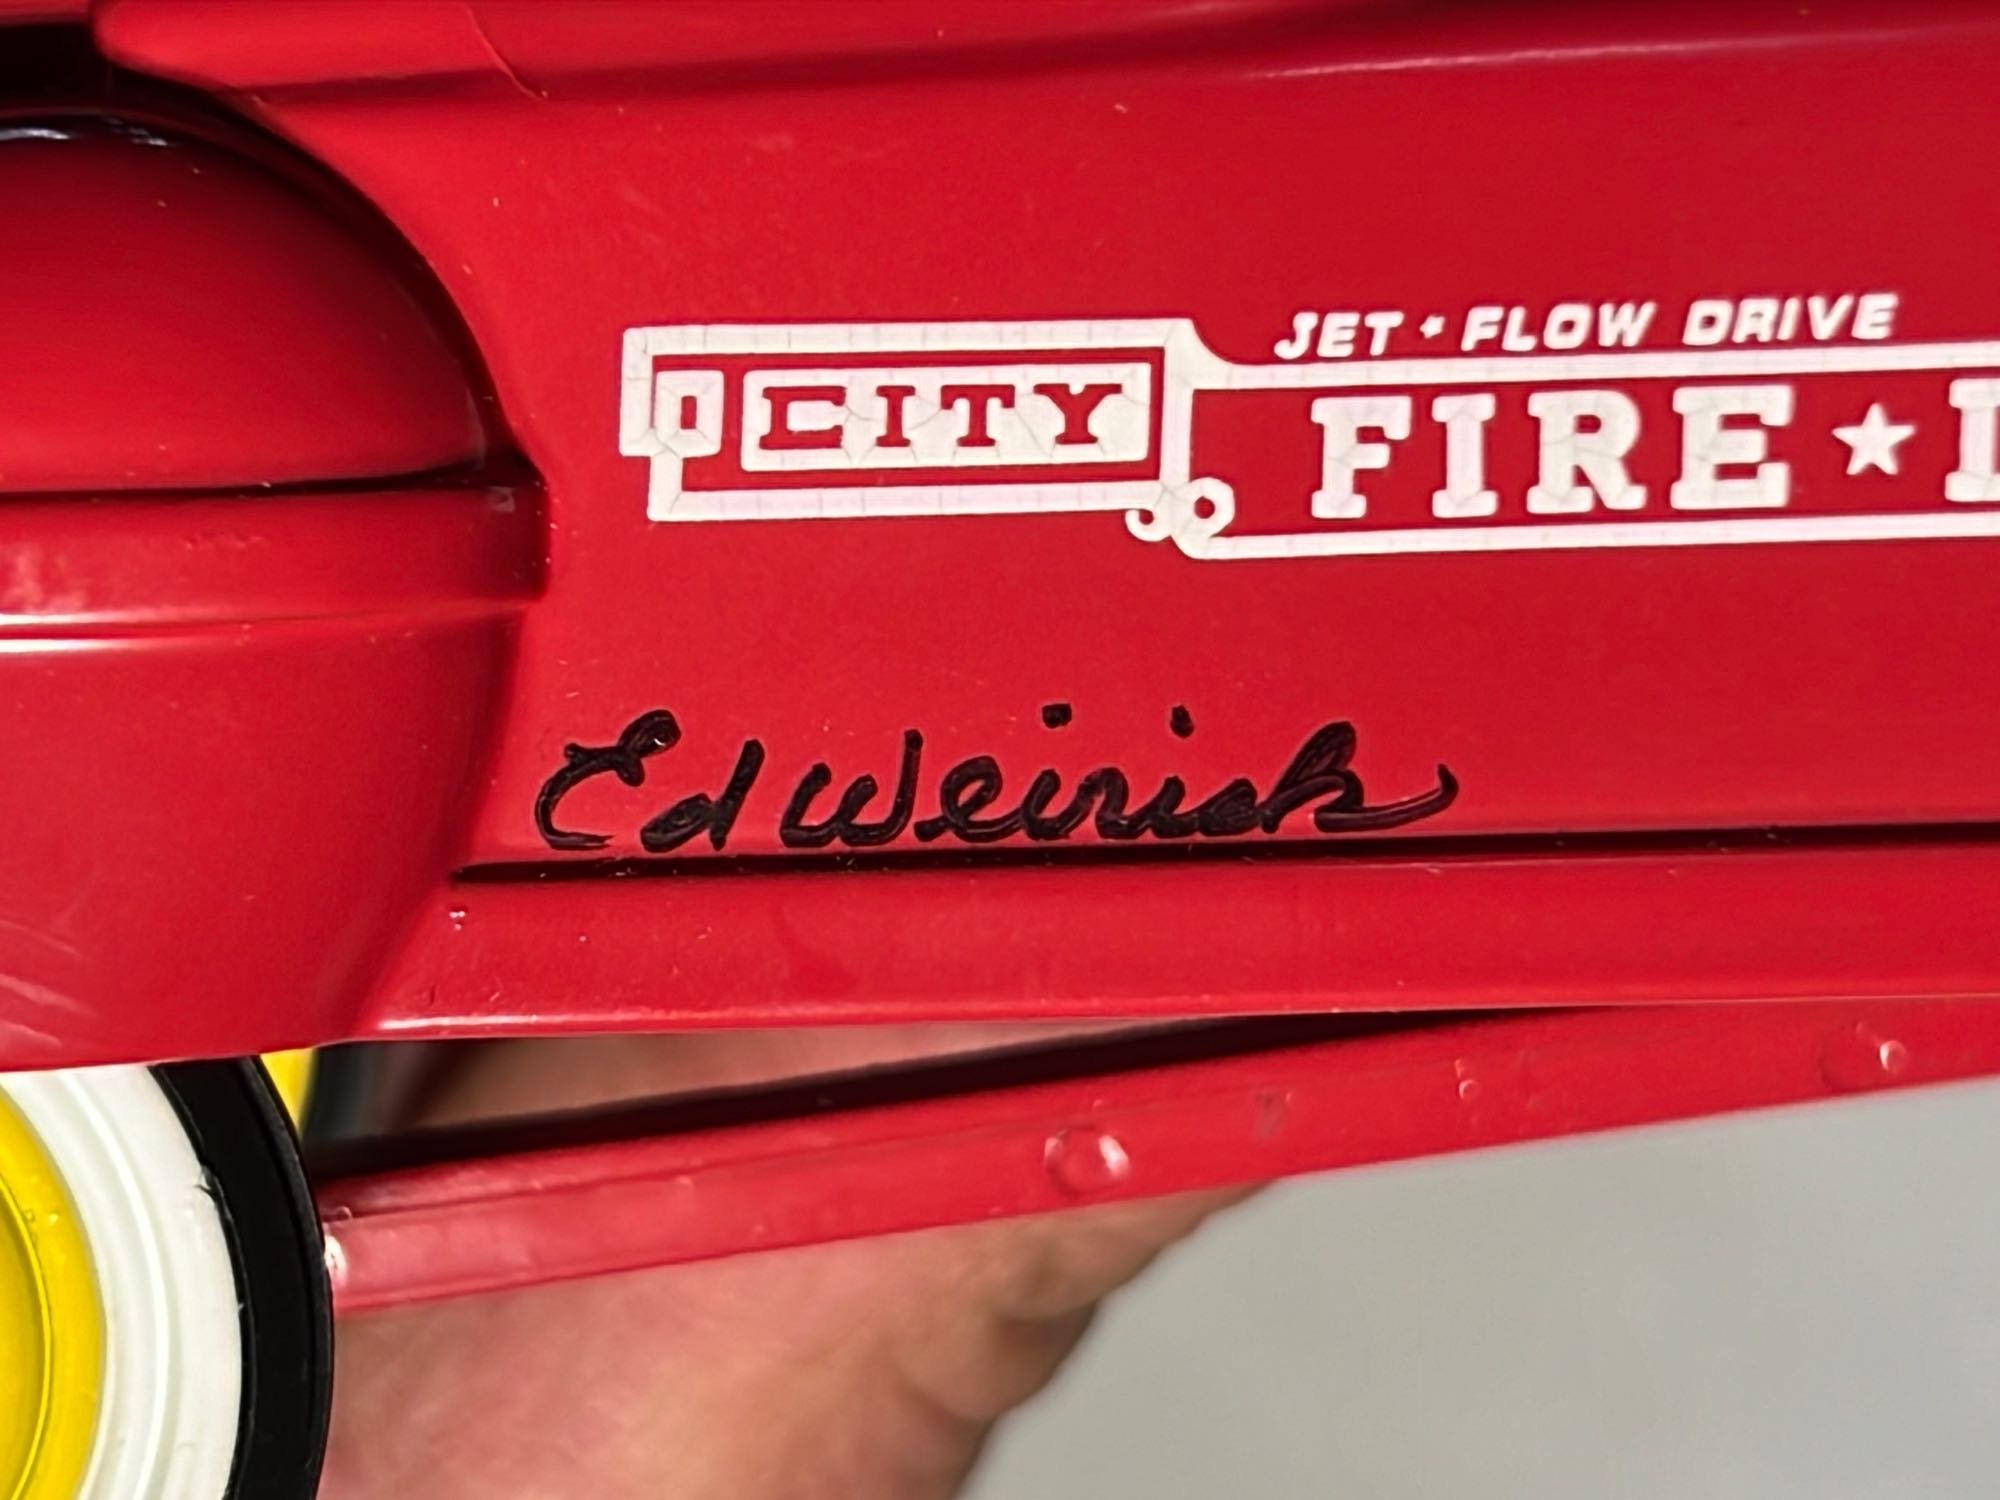 JET ★ FLOW DRIVE
CITY FIRE ★
Ed Weirick